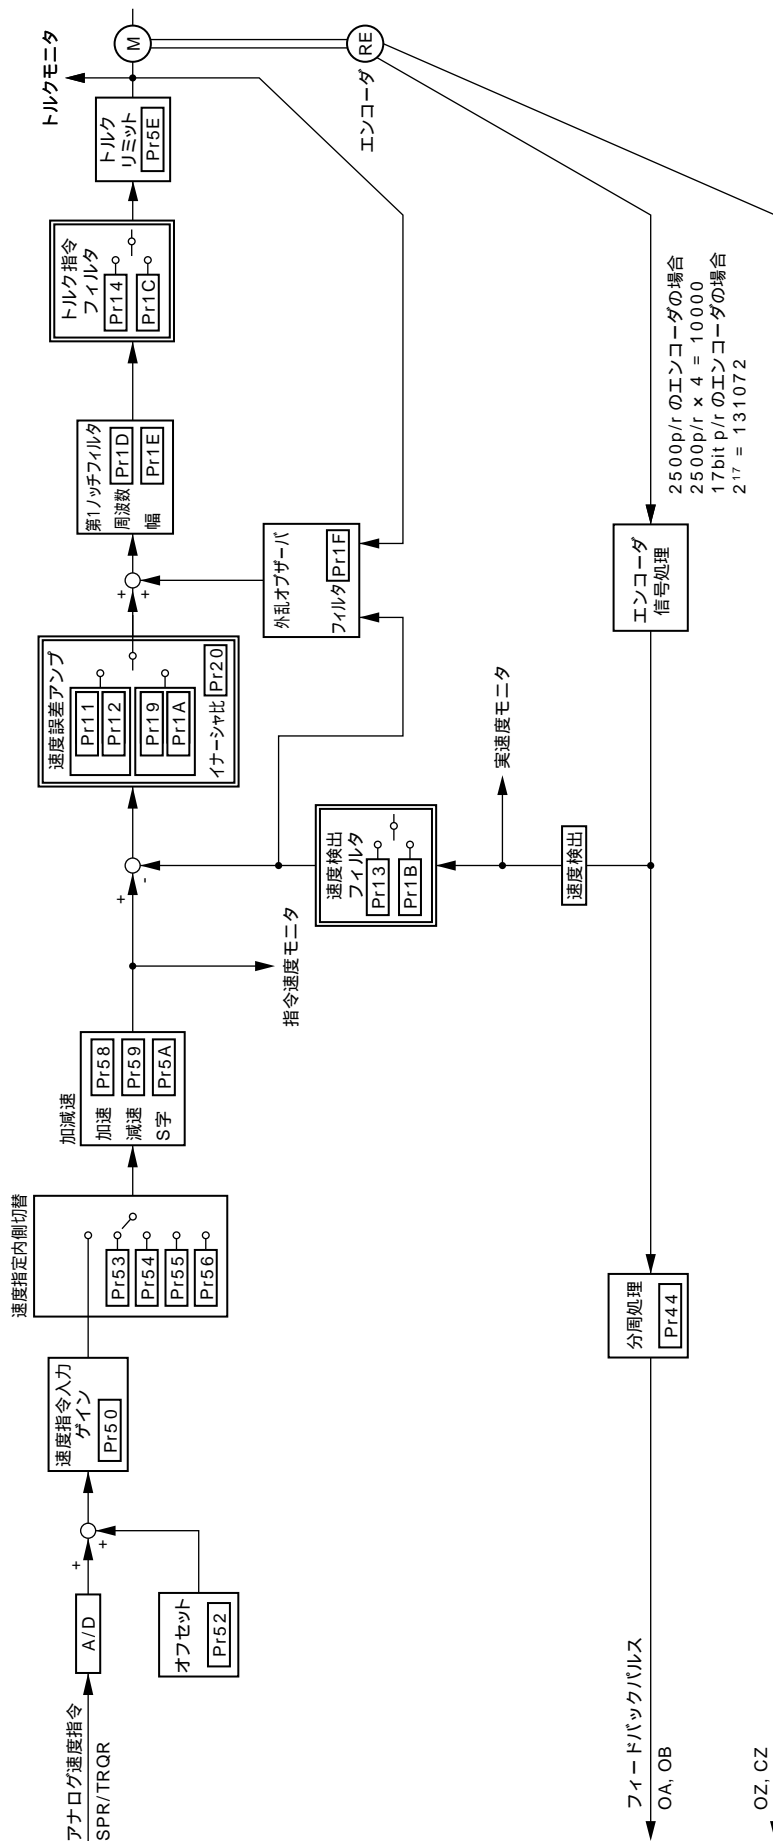 アナログ速度指令
SPR/TRQR
A/D
+
+
オフセット
Pr52
速度指令入力
ゲイン
Pr50
速度指定内側切替
Pr53
Pr54
Pr55
Pr56
加減速
加速 Pr58
減速 Pr59
S字 Pr5A
指令速度モニタ
+
-
速度誤差アンプ
Pr11
Pr12
Pr19
Pr1A
イナーシャ比 Pr20
+
+
第1ノッチフィルタ
周波数 Pr1D
幅 Pr1E
トルク指令
フィルタ
Pr14
Pr1C
トルク
リミット
Pr5E
トルクモニタ
M
RE
エンコーダ
外乱オブザーバ
フィルタ Pr1F
速度検出
フィルタ
Pr13
Pr1B
実速度モニタ
速度検出
エンコーダ
信号処理
2500p/r のエンコーダの場合
2500p/r × 4 = 10000
17bit p/r のエンコーダの場合
2¹⁷ = 131072
分周処理
Pr44
フィードバックパルス
OA, OB
OZ, CZ